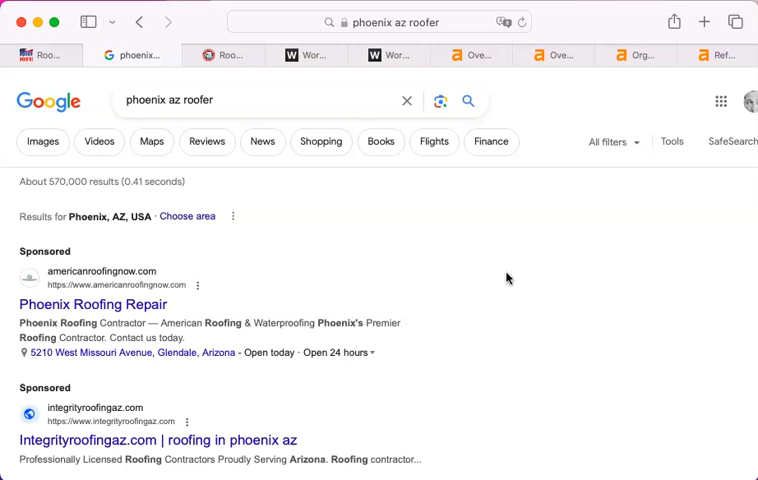 phoenix az roofer
Roo...
phoenix...
Roo...
Wor...
Wor...
Ove...
Ove...
Org...
Ref...
Google
phoenix az roofer
Images
Videos
Maps
Reviews
News
Shopping
Books
Flights
Finance
All filters
Tools
SafeSearch
About 570,000 results (0.41 seconds)
Results for Phoenix, AZ, USA · Choose area
Sponsored
americanroofingnow.com
https://www.americanroofingnow.com
Phoenix Roofing Repair
Phoenix Roofing Contractor — American Roofing & Waterproofing Phoenix's Premier
Roofing Contractor. Contact us today.
5210 West Missouri Avenue, Glendale, Arizona - Open today · Open 24 hours
Sponsored
integrityroofingaz.com
https://www.integrityroofingaz.com
Integrityroofingaz.com | roofing in phoenix az
Professionally Licensed Roofing Contractors Proudly Serving Arizona. Roofing contractor...